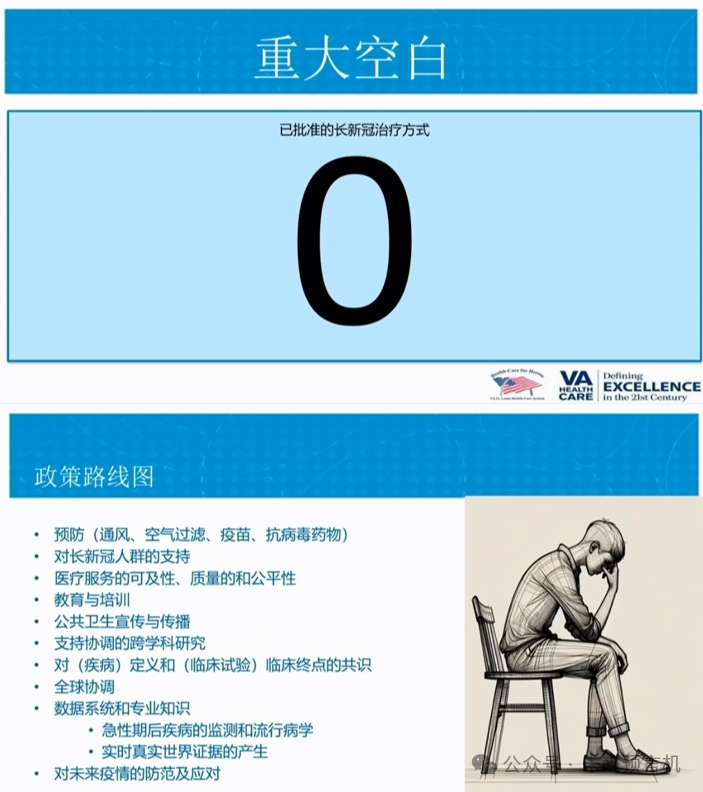 重大空白
已批准的长新冠治疗方式
0
Health Care for Heroes
VA St. Louis Health Care System
VA
HEALTH
CARE
Defining
EXCELLENCE
in the 21st Century
政策路线图
• 预防（通风、空气过滤、疫苗、抗病毒药物）
• 对长新冠人群的支持
• 医疗服务的可及性、质量的和公平性
• 教育与培训
• 公共卫生宣传与传播
• 支持协调的跨学科研究
• 对（疾病）定义和（临床试验）临床终点的共识
• 全球协调
• 数据系统和专业知识
• 急性期后疾病的监测和流行病学
• 实时真实世界证据的产生
• 对未来疫情的防范及应对
公众号